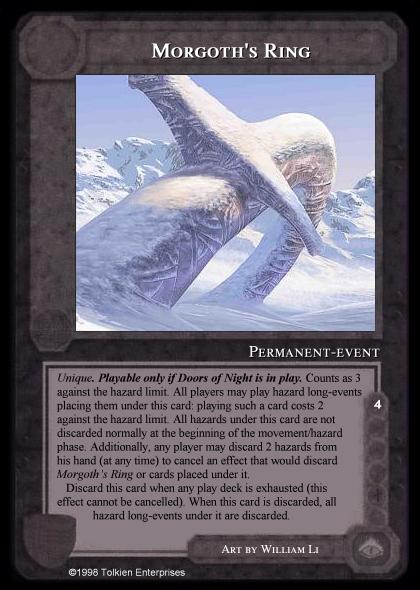 MORGOTH'S RING
PERMANENT-EVENT
Unique. Playable only if Doors of Night is in play. Counts as 3
against the hazard limit. All players may play hazard long-events
placing them under this card: playing such a card costs 2
against the hazard limit. All hazards under this card are not
discarded normally at the beginning of the movement/hazard
phase. Additionally, any player may discard 2 hazards from
his hand (at any time) to cancel an effect that would discard
Morgoth's Ring or cards placed under it.
Discard this card when any play deck is exhausted (this
effect cannot be cancelled). When this card is discarded, all
hazard long-events under it are discarded.
4
ART BY WILLIAM LI
©1998 Tolkien Enterprises